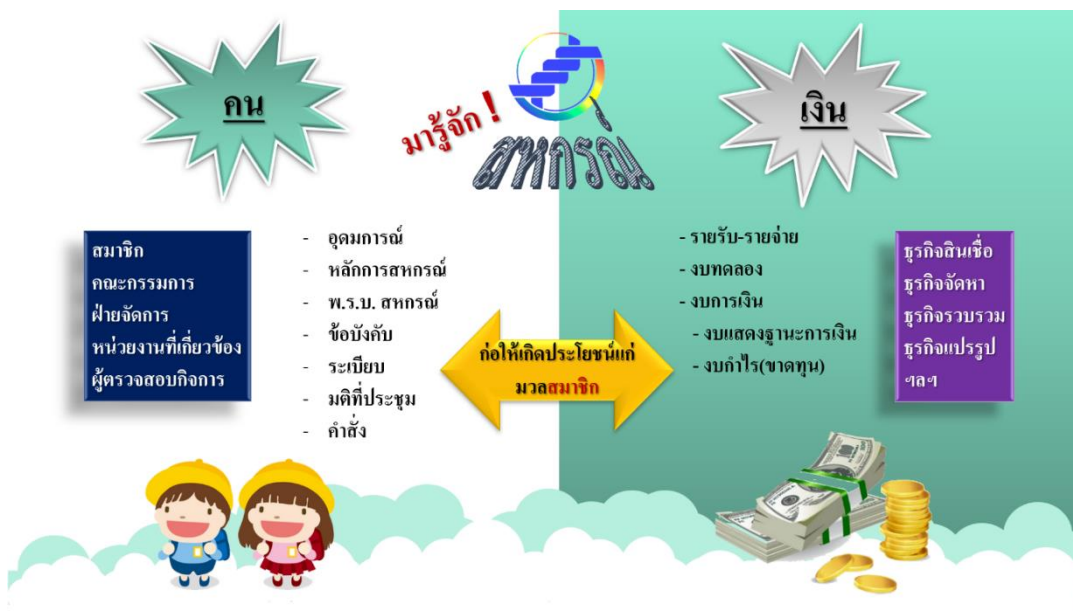 คน
มารู้จัก !
สหกรณ์
เงิน
สมาชิก
คณะกรรมการ
ฝ่ายจัดการ
หน่วยงานที่เกี่ยวข้อง
ผู้ตรวจสอบกิจการ
- อุดมการณ์
- หลักการสหกรณ์
- พ.ร.บ. สหกรณ์
- ข้อบังคับ
- ระเบียบ
- มติที่ประชุม
- คำสั่ง
ก่อให้เกิดประโยชน์แก่
มวลสมาชิก
- รายรับ-รายจ่าย
- งบทดลอง
- งบการเงิน
- งบแสดงฐานะการเงิน
- งบกำไร(ขาดทุน)
ธุรกิจสินเชื่อ
ธุรกิจจัดหา
ธุรกิจรวบรวม
ธุรกิจแปรรูป
ฯลฯ
100